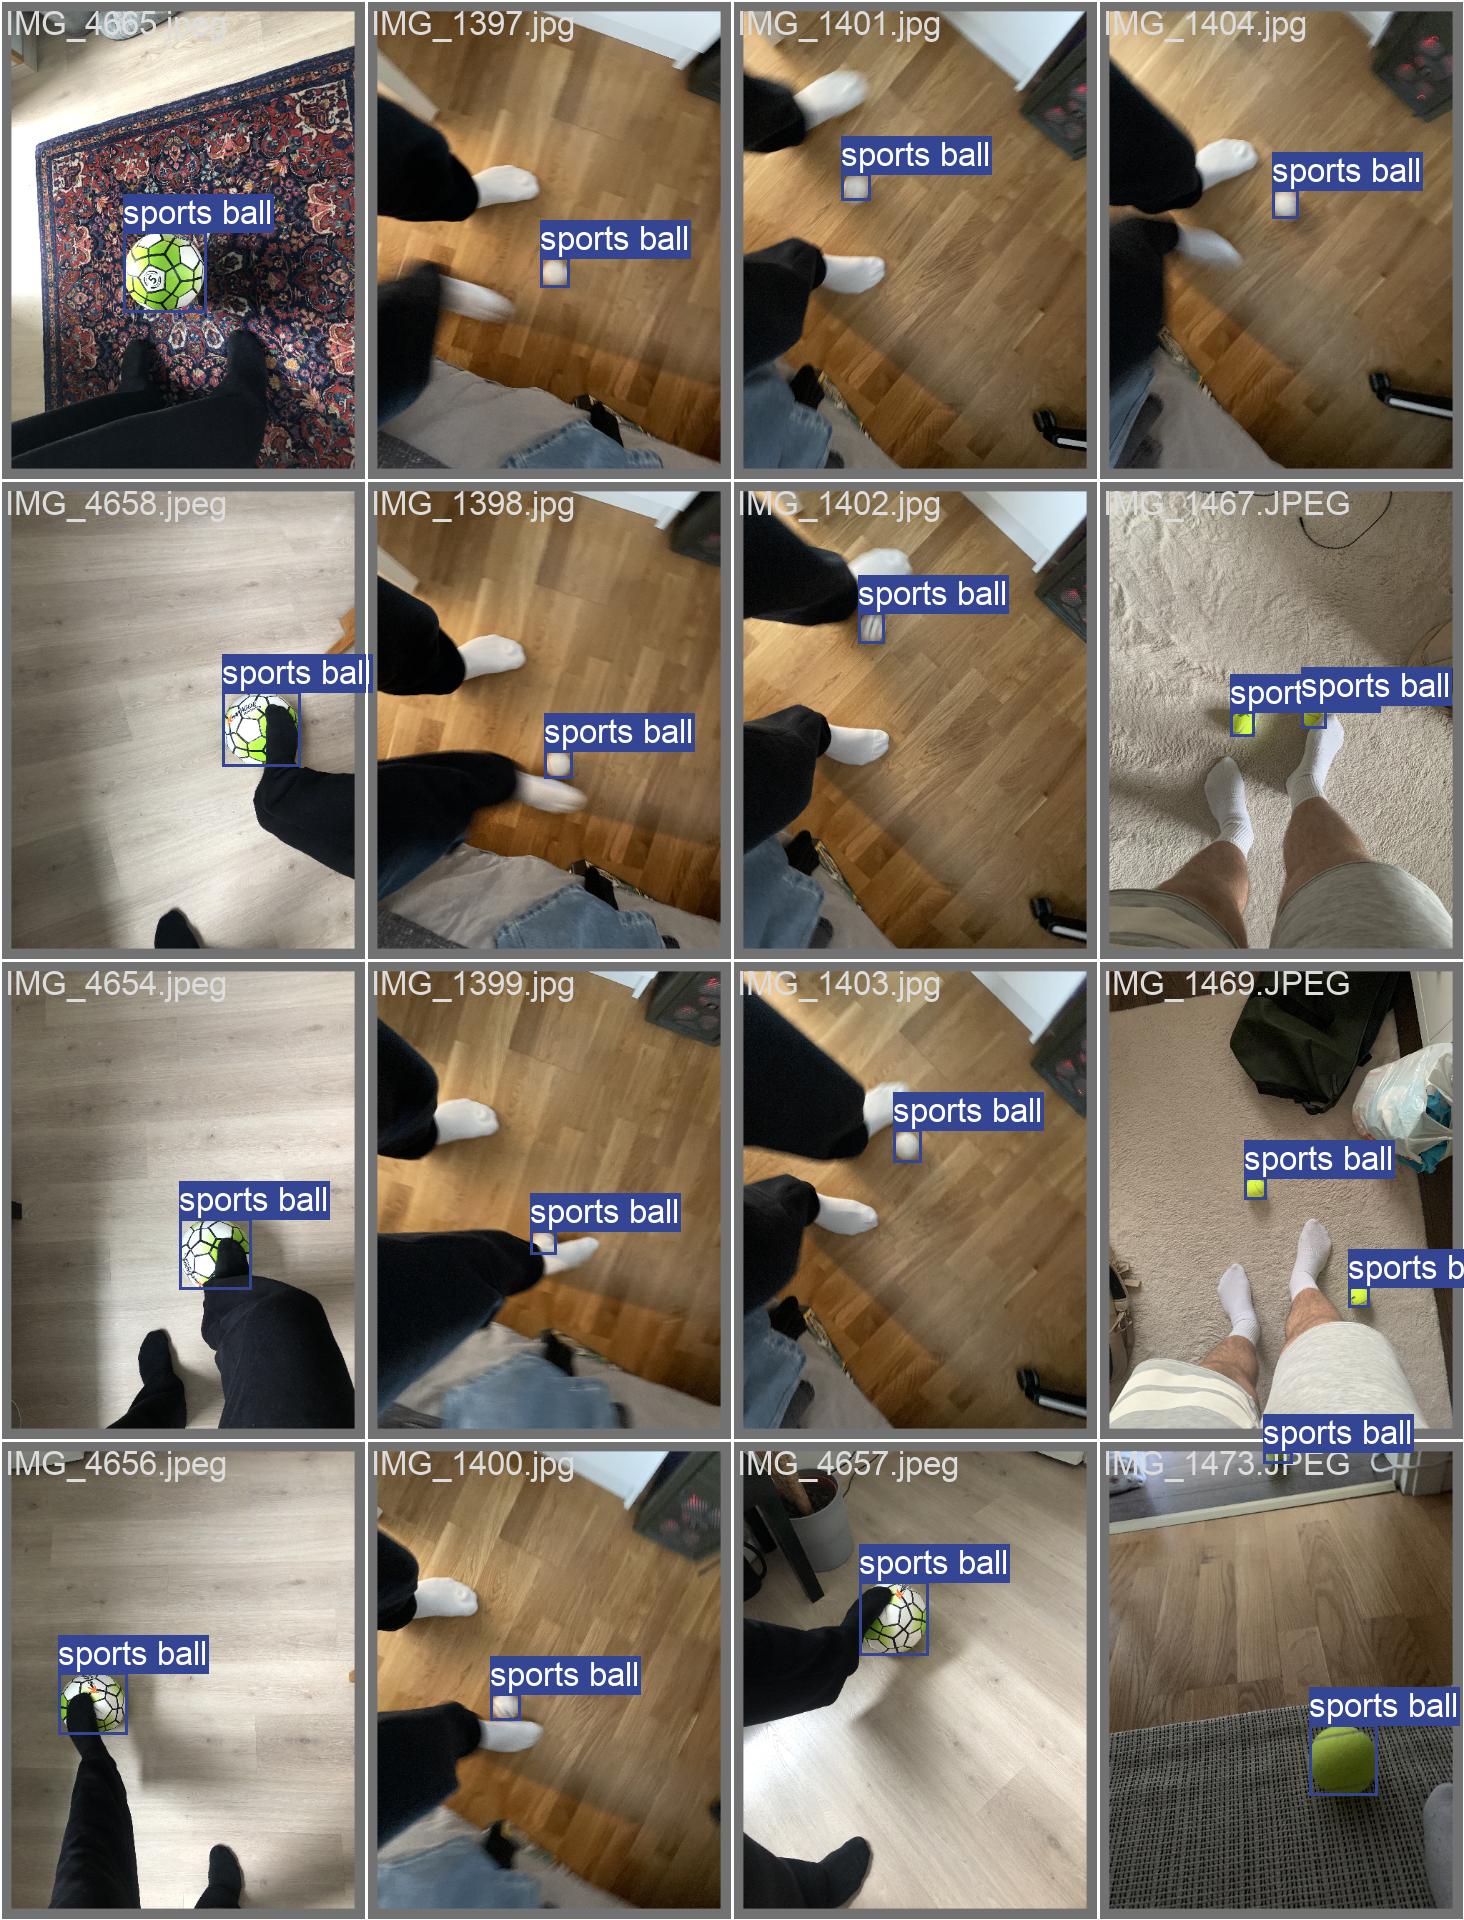 IMG_4665.jpeg
sports ball
IMG_1397.jpg
sports ball
IMG_1401.jpg
sports ball
IMG_1404.jpg
sports ball
IMG_4658.jpeg
sports ball
IMG_1398.jpg
sports ball
IMG_1402.jpg
sports ball
IMG_1467.JPEG
sport
sports ball
IMG_4654.jpeg
sports ball
IMG_1399.jpg
sports ball
IMG_1403.jpg
sports ball
IMG_1469.JPEG
sports ball
sports b
IMG_4656.jpeg
sports ball
IMG_1400.jpg
sports ball
IMG_4657.jpeg
sports ball
sports ball
IMG_1473.JPEG
sports ball